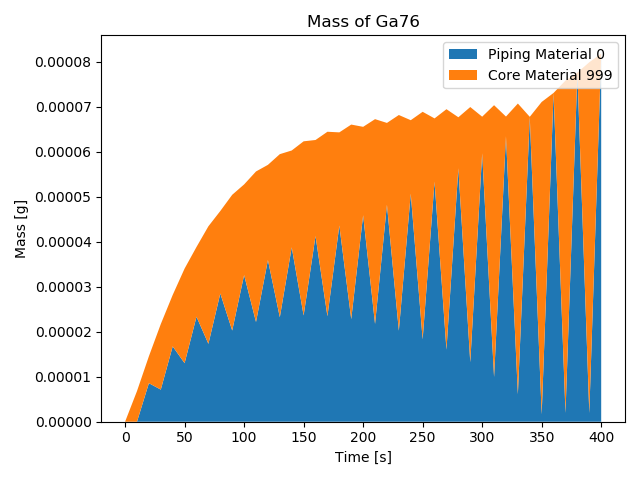 Mass of Ga76
Piping Material 0
Core Material 999
0.00008
0.00007
0.00006
0.00005
0.00004
0.00003
0.00002
0.00001
0.00000
Mass [g]
0 50 100 150 200 250 300 350 400
Time [s]